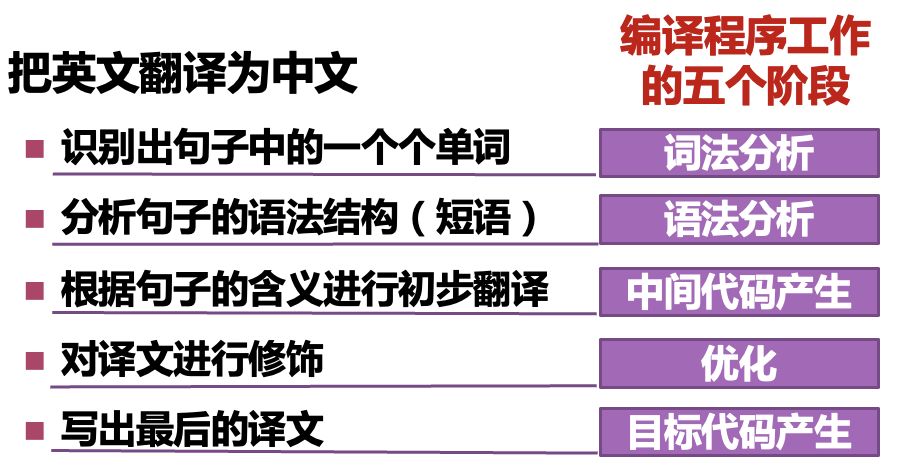 把英文翻译为中文
编译程序工作
的五个阶段
识别出句子中的一个个单词
词法分析
分析句子的语法结构（短语）
语法分析
根据句子的含义进行初步翻译
中间代码产生
对译文进行修饰
优化
写出最后的译文
目标代码产生